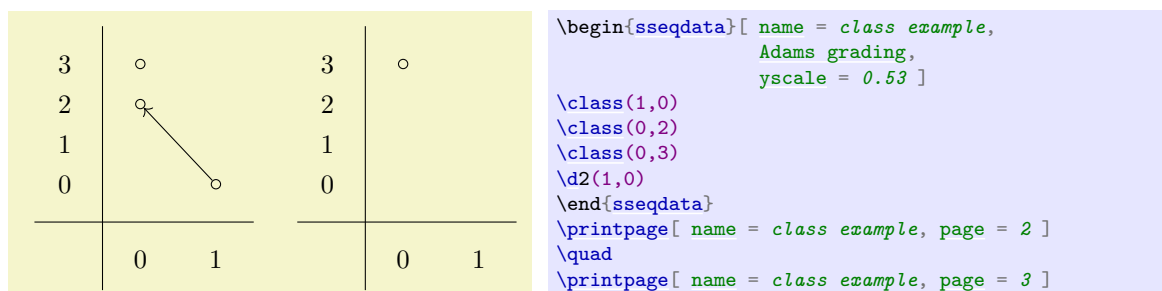 3
2
1
0
0 1
3
2
1
0
0 1
\begin{sseqdata}[ name = class example,
Adams grading,
yscale = 0.53 ]
\class(1,0)
\class(0,2)
\class(0,3)
\d2(1,0)
\end{sseqdata}
\printpage[ name = class example, page = 2 ]
\quad
\printpage[ name = class example, page = 3 ]